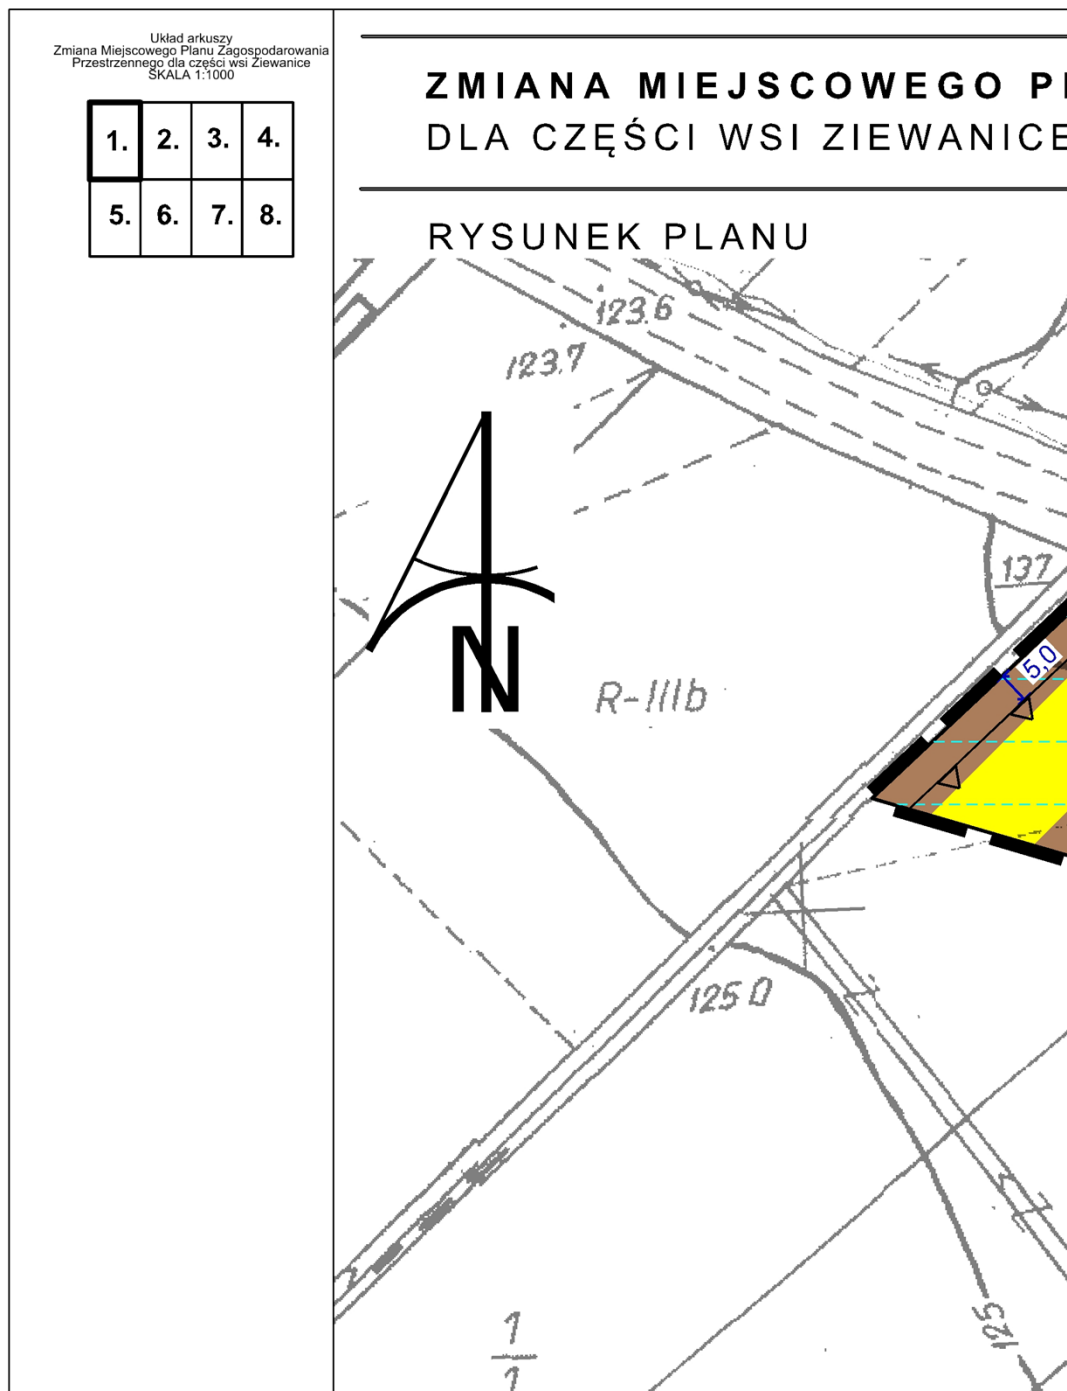 Układ arkuszy
Zmiana Miejscowego Planu Zagospodarowania
Przestrzennego dla części wsi Ziewanice
SKALA 1:1000
1. 2. 3. 4.
5. 6. 7. 8.
ZMIANA MIEJSCOWEGO
DLA CZĘŚCI WSI ZIEWANICE
RYSUNEK PLANU
123.6
123.7
137
5,0
N
R-IIIb
125 0
125
1
1